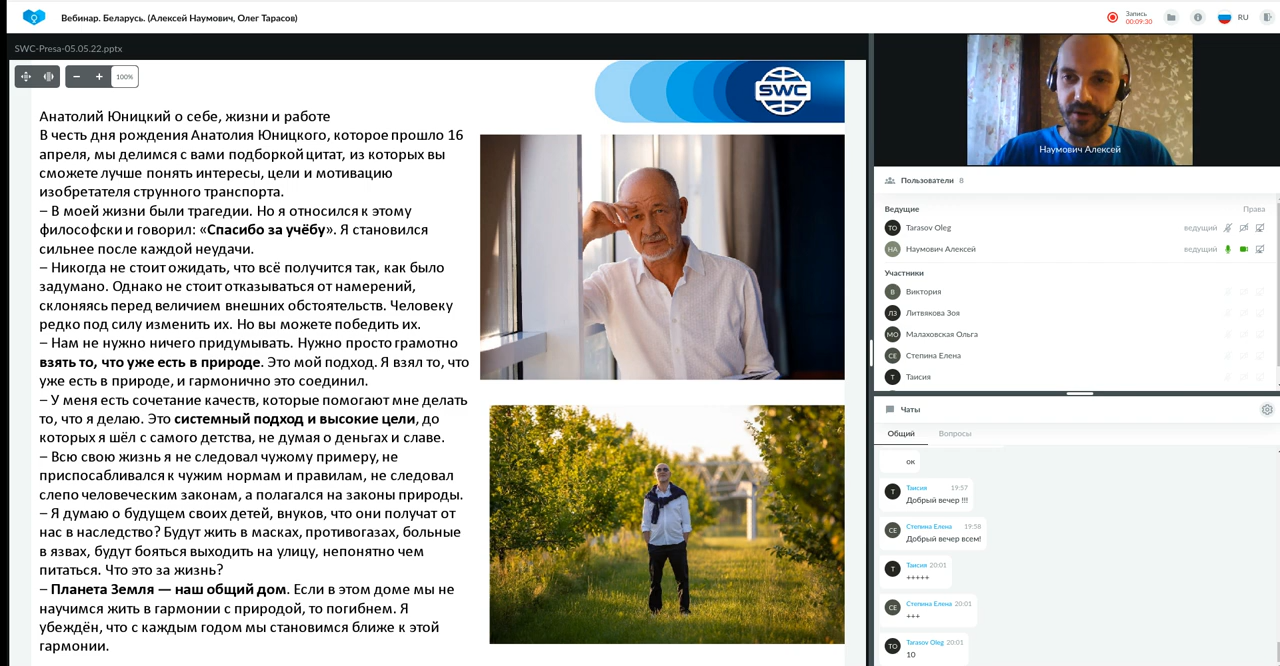 Вебинар. Беларусь. (Алексей Наумович, Олег Тарасов)
Запись
00:09:30
RU
SWC-Presa-05.05.22.pptx
100%
SWC
Анатолий Юницкий о себе, жизни и работе
В честь дня рождения Анатолия Юницкого, которое прошло 16
апреля, мы делимся с вами подборкой цитат, из которых вы
сможете лучше понять интересы, цели и мотивацию
изобретателя струнного транспорта.
– В моей жизни были трагедии. Но я относился к этому
философски и говорил: «Спасибо за учёбу». Я становился
сильнее после каждой неудачи.
– Никогда не стоит ожидать, что всё получится так, как было
задумано. Однако не стоит отказываться от намерений,
склоняясь перед велением внешних обстоятельств. Человеку
редко под силу изменить их. Но вы можете победить их.
– Нам не нужно ничего придумывать. Нужно просто грамотно
взять то, что уже есть в природе. Это мой подход. Я взял то, что
уже есть в природе, и гармонично это соединил.
– У меня есть сочетание качеств, которые помогают мне делать
то, что я делаю. Это системный подход и высокие цели, до
которых я шёл с самого детства, не думая о деньгах и славе.
– Всю свою жизнь я не следовал чужому примеру, не
приспосабливался к чужим нормам и правилам, не следовал
слепо человеческим законам, а полагался на законы природы.
– Я думаю о будущем своих детей, внуков, что они получат от
нас в наследство? Будут жить в масках, противогазах, больные
в язвах, будут бояться выходить на улицу, непонятно чем
питаться. Что это за жизнь?
– Планета Земля — наш общий дом. Если в этом доме мы не
научимся жить в гармонии с природой, то погибнем. Я
убеждён, что с каждым годом мы становимся ближе к этой
гармонии.
Наумович Алексей
Пользователи 8
Ведущие Права
TO Tarasov Oleg ведущий
НА Наумович Алексей ведущий
Участники
В Виктория
ЛЗ Литвякова Зоя
МО Малаховская Ольга
СЕ Степина Елена
Т Таисия
Чаты
Общий Вопросы
ок
Т Таисия 19:57
Добрый вечер !!!
СЕ Степина Елена 19:58
Добрый вечер всем!
Т Таисия 20:01
+++++
СЕ Степина Елена 20:01
+++
TO Tarasov Oleg 20:01
10